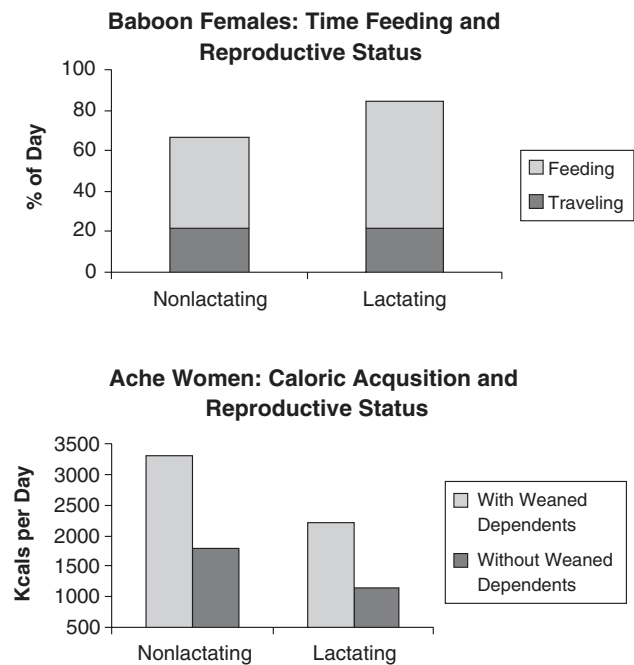 Baboon Females: Time Feeding and
Reproductive Status
% of Day
100
80
60
40
20
0
Nonlactating
Lactating
Feeding
Traveling
Ache Women: Caloric Acqusition and
Reproductive Status
Kcals per Day
3500
3000
2500
2000
1500
1000
500
Nonlactating
Lactating
With Weaned
Dependents
Without Weaned
Dependents